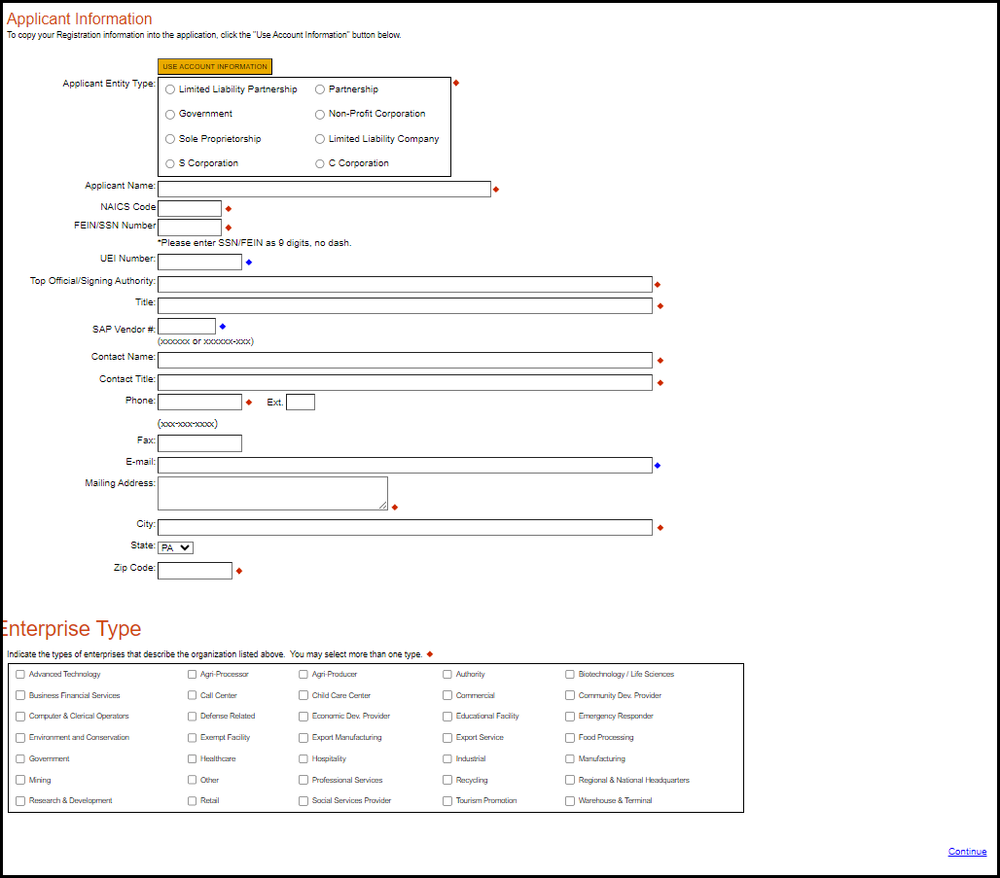 Applicant Information
To copy your Registration information into the application, click the "Use Account Information" button below.
USE ACCOUNT INFORMATION
Applicant Entity Type:
Limited Liability Partnership Partnership
Government Non-Profit Corporation
Sole Proprietorship Limited Liability Company
S Corporation C Corporation
Applicant Name:
NAICS Code
FEIN/SSN Number
*Please enter SSN/FEIN as 9 digits, no dash.
UEI Number:
Top Official/Signing Authority:
Title:
SAP Vendor #:
(xxxxxx or xxxxxx-xxx)
Contact Name:
Contact Title:
Phone: Ext.
(xxx-xxx-xxxx)
Fax:
E-mail:
Mailing Address:
City:
State: PA
Zip Code:
Enterprise Type
Indicate the types of enterprises that describe the organization listed above. You may select more than one type.
Advanced Technology Agri-Processor Agri-Producer Authority Biotechnology / Life Sciences
Business Financial Services Call Center Child Care Center Commercial Community Dev. Provider
Computer & Clerical Operators Defense Related Economic Dev. Provider Educational Facility Emergency Responder
Environment and Conservation Exempt Facility Export Manufacturing Export Service Food Processing
Government Healthcare Hospitality Industrial Manufacturing
Mining Other Professional Services Recycling Regional & National Headquarters
Research & Development Retail Social Services Provider Tourism Promotion Warehouse & Terminal
Continue